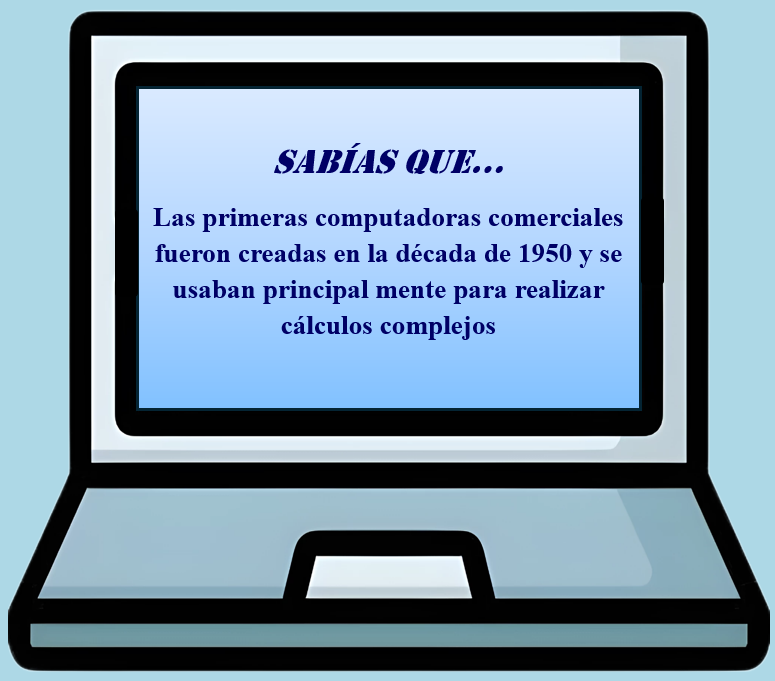 SABÍAS QUE...
Las primeras computadoras comerciales
fueron creadas en la década de 1950 y se
usaban principal mente para realizar
cálculos complejos